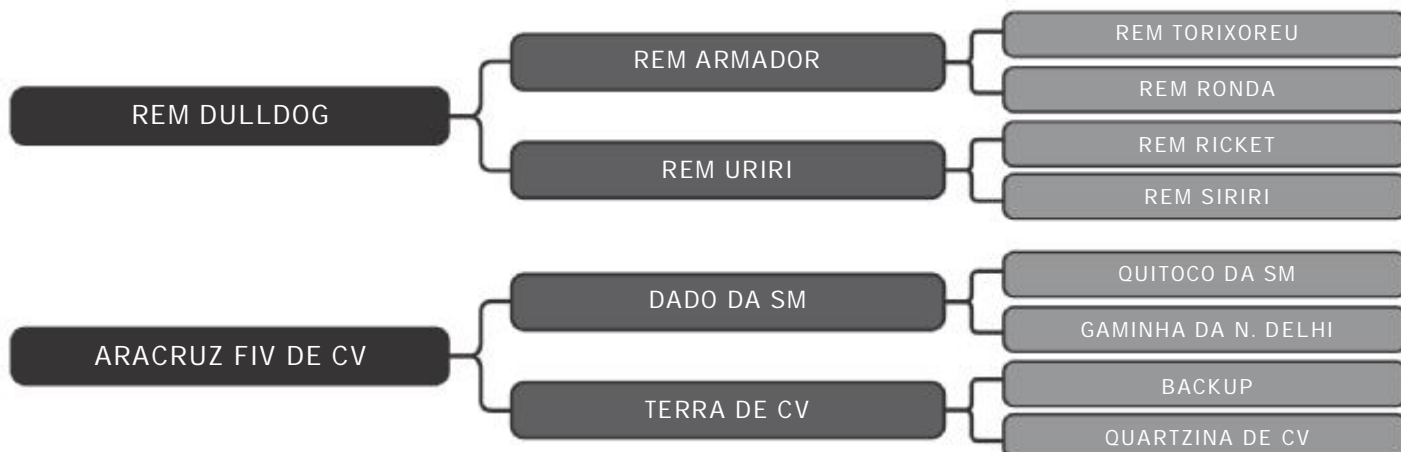 REM TORIXOREU
REM ARMADOR
REM RONDA
REM DULLDOG
REM RICKET
REM URIRI
REM SIRIRI
QUITOCO DA SM
DADO DA SM
GAMINHA DA N. DELHI
ARACRUZ FIV DE CV
BACKUP
TERRA DE CV
QUARTZINA DE CV